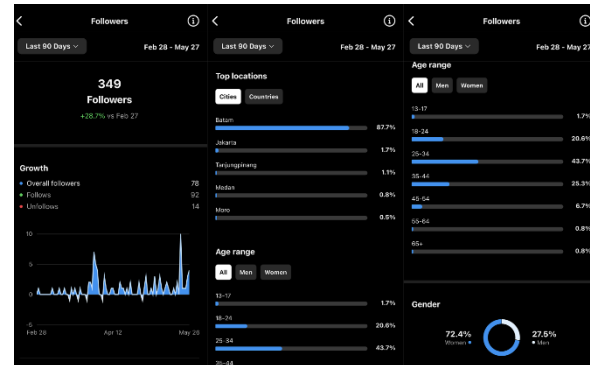 Followers
Last 90 Days
Feb 28 - May 27
349
Followers
+28.7% vs Feb 27
Growth
Overall followers 78
Follows 92
Unfollows 14
10
5
0
-5
Feb 28 Apr 12 May 26
Followers
Last 90 Days
Feb 28 - May 27
Top locations
Cities Countries
Batam
87.7%
Jakarta
1.7%
Tanjungpinang
1.1%
Medan
0.8%
Moro
0.5%
Age range
All Men Women
13-17
1.7%
18-24
20.6%
25-34
43.7%
35-44
Followers
Last 90 Days
Feb 28 - May 27
Age range
All Men Women
13-17
1.7%
18-24
20.6%
25-34
43.7%
35-44
25.3%
45-54
6.7%
55-64
0.8%
65+
0.8%
Gender
72.4%
Women
27.5%
Men